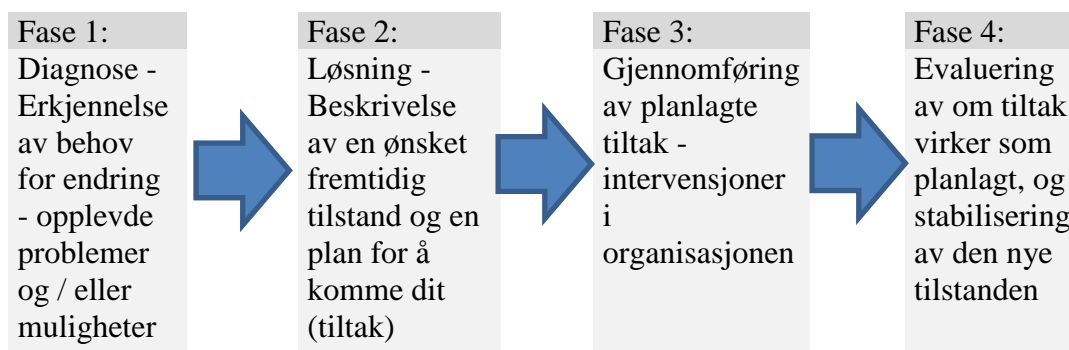 Fase 1:
Diagnose -
Erkjennelse
av behov
for endring
- opplevde
problemer
og / eller
muligheter
Fase 2:
Løsning -
Beskrivelse
av en ønsket
fremtidig
tilstand og en
plan for å
komme dit
(tiltak)
Fase 3:
Gjennomføring
av planlagte
tiltak -
intervensjoner
i
organisasjonen
Fase 4:
Evaluering
av om tiltak
virker som
planlagt, og
stabilisering
av den nye
tilstanden